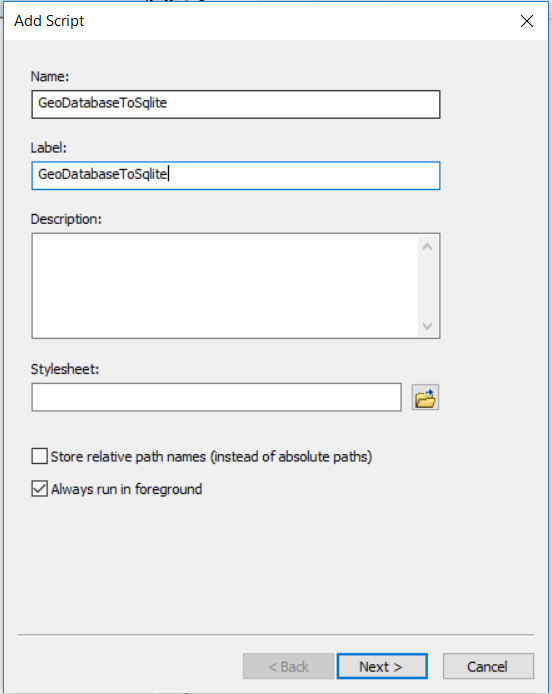 Add Script
Name:
GeoDatabaseToSqlite
Label:
GeoDatabaseToSqlite
Description:
Stylesheet:
Store relative path names (instead of absolute paths)
Always run in foreground
< Back
Next >
Cancel